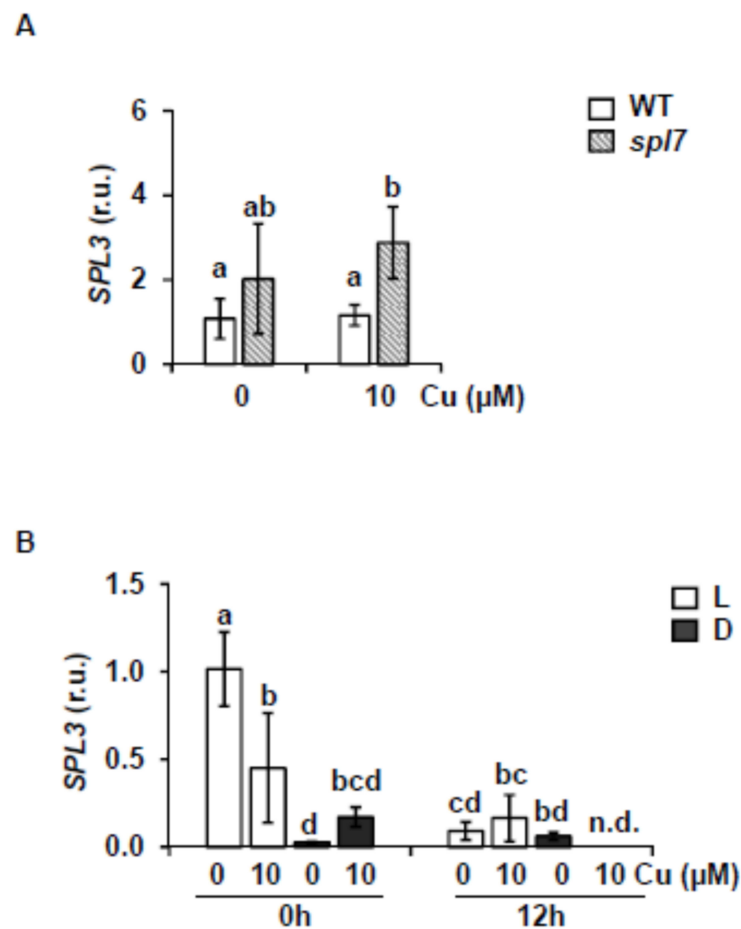 A
6
4
2
0
SPL3 (r.u.)
WT
spl7
a
ab
a
b
0
10
Cu (μM)
B
1.5
1.0
0.5
0.0
SPL3 (r.u.)
L
D
a
b
d
bcd
cd
bc
bd
n.d.
0 10 0 10 0 10 0 10 Cu (μM)
0h 12h